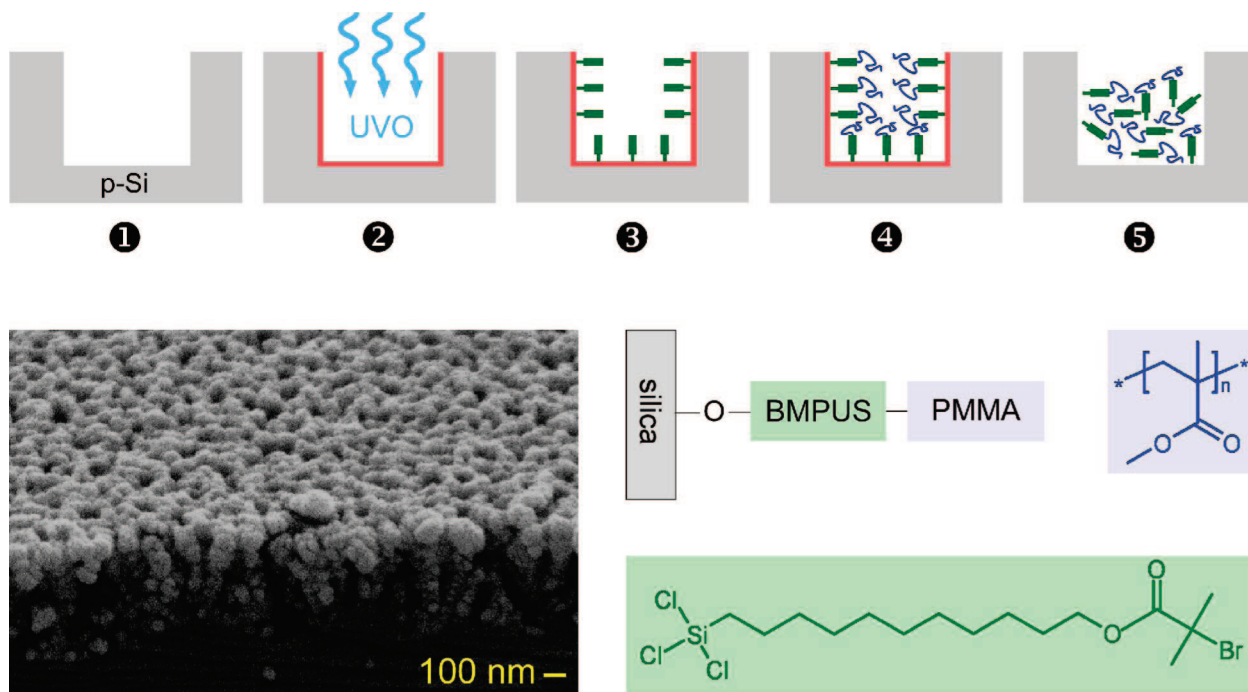 UVO
p-Si
❶ ❷ ❸ ❹ ❺
silica
O
BMPUS
PMMA
* [ ]n *
O O
100 nm
Cl
Cl Si
Cl
O
O
Br